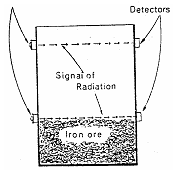 Detectors
Signal of
Radiation
Iron ore